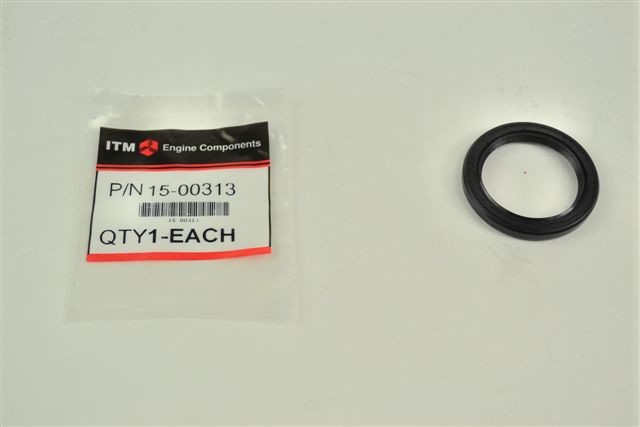 ITM Engine Components
P/N 15-00313
15-00313
QTY1-EACH